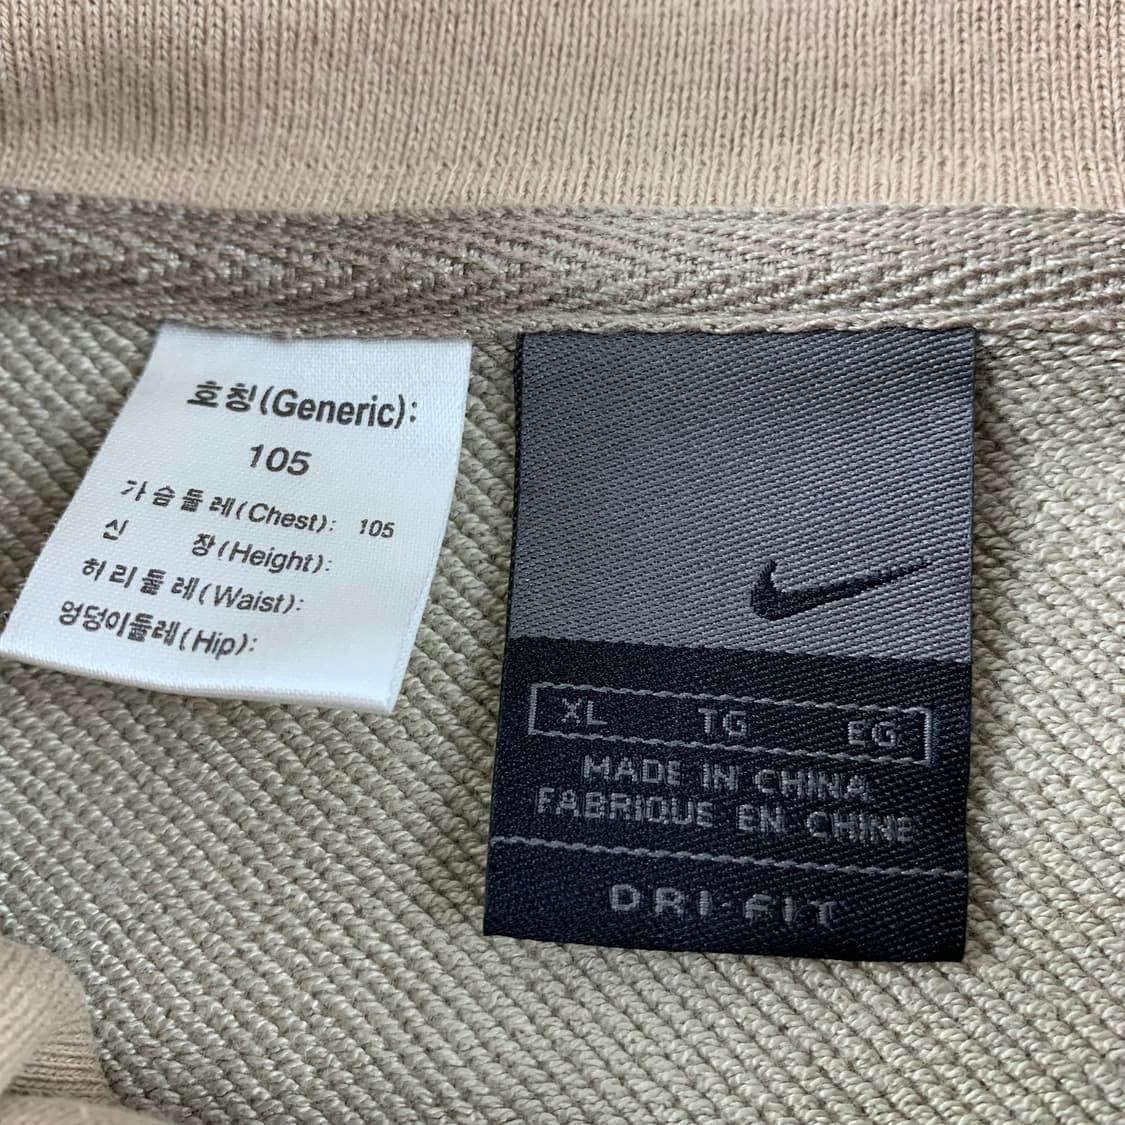 호칭(Generic):
105
가슴둘레(Chest): 105
신 장(Height):
허리둘레(Waist):
엉덩이둘레(Hip):
XL TG EG
MADE IN CHINA
FABRIQUE EN CHINE
DRI-FIT